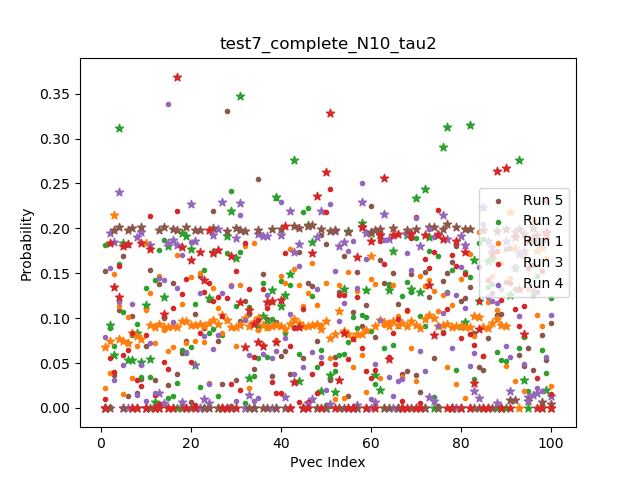 test7_complete_N10_tau2
Probability
0.35
0.30
0.25
0.20
0.15
0.10
0.05
0.00
Run 5
Run 2
Run 1
Run 3
Run 4
0
20
40
60
80
100
Pvec Index